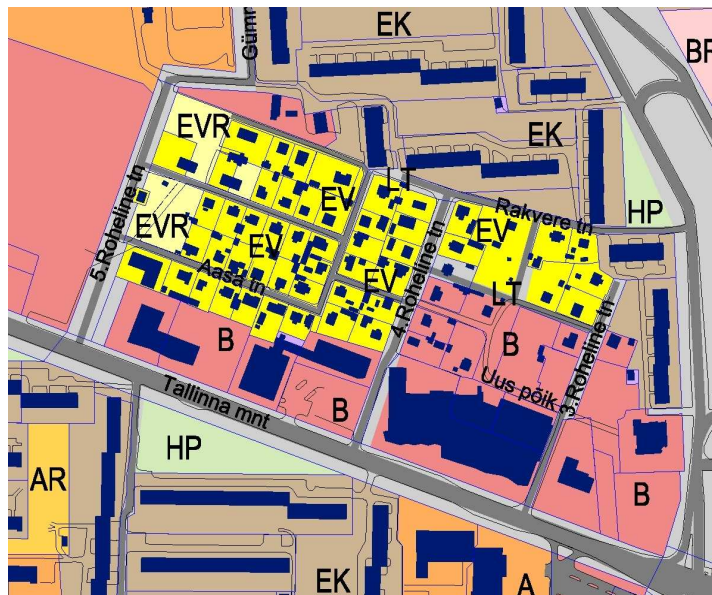 EK
Gümn
BF
EVR
EK
LT
EV
Rakvere tn
HP
EVR
EV
EV
5.Roheline tn
Aasa tn
EV
4.Roheline tn
LT
B
B
Uus põik
3.Roheline tn
Tallinna mnt
B
HP
AR
B
EK
A